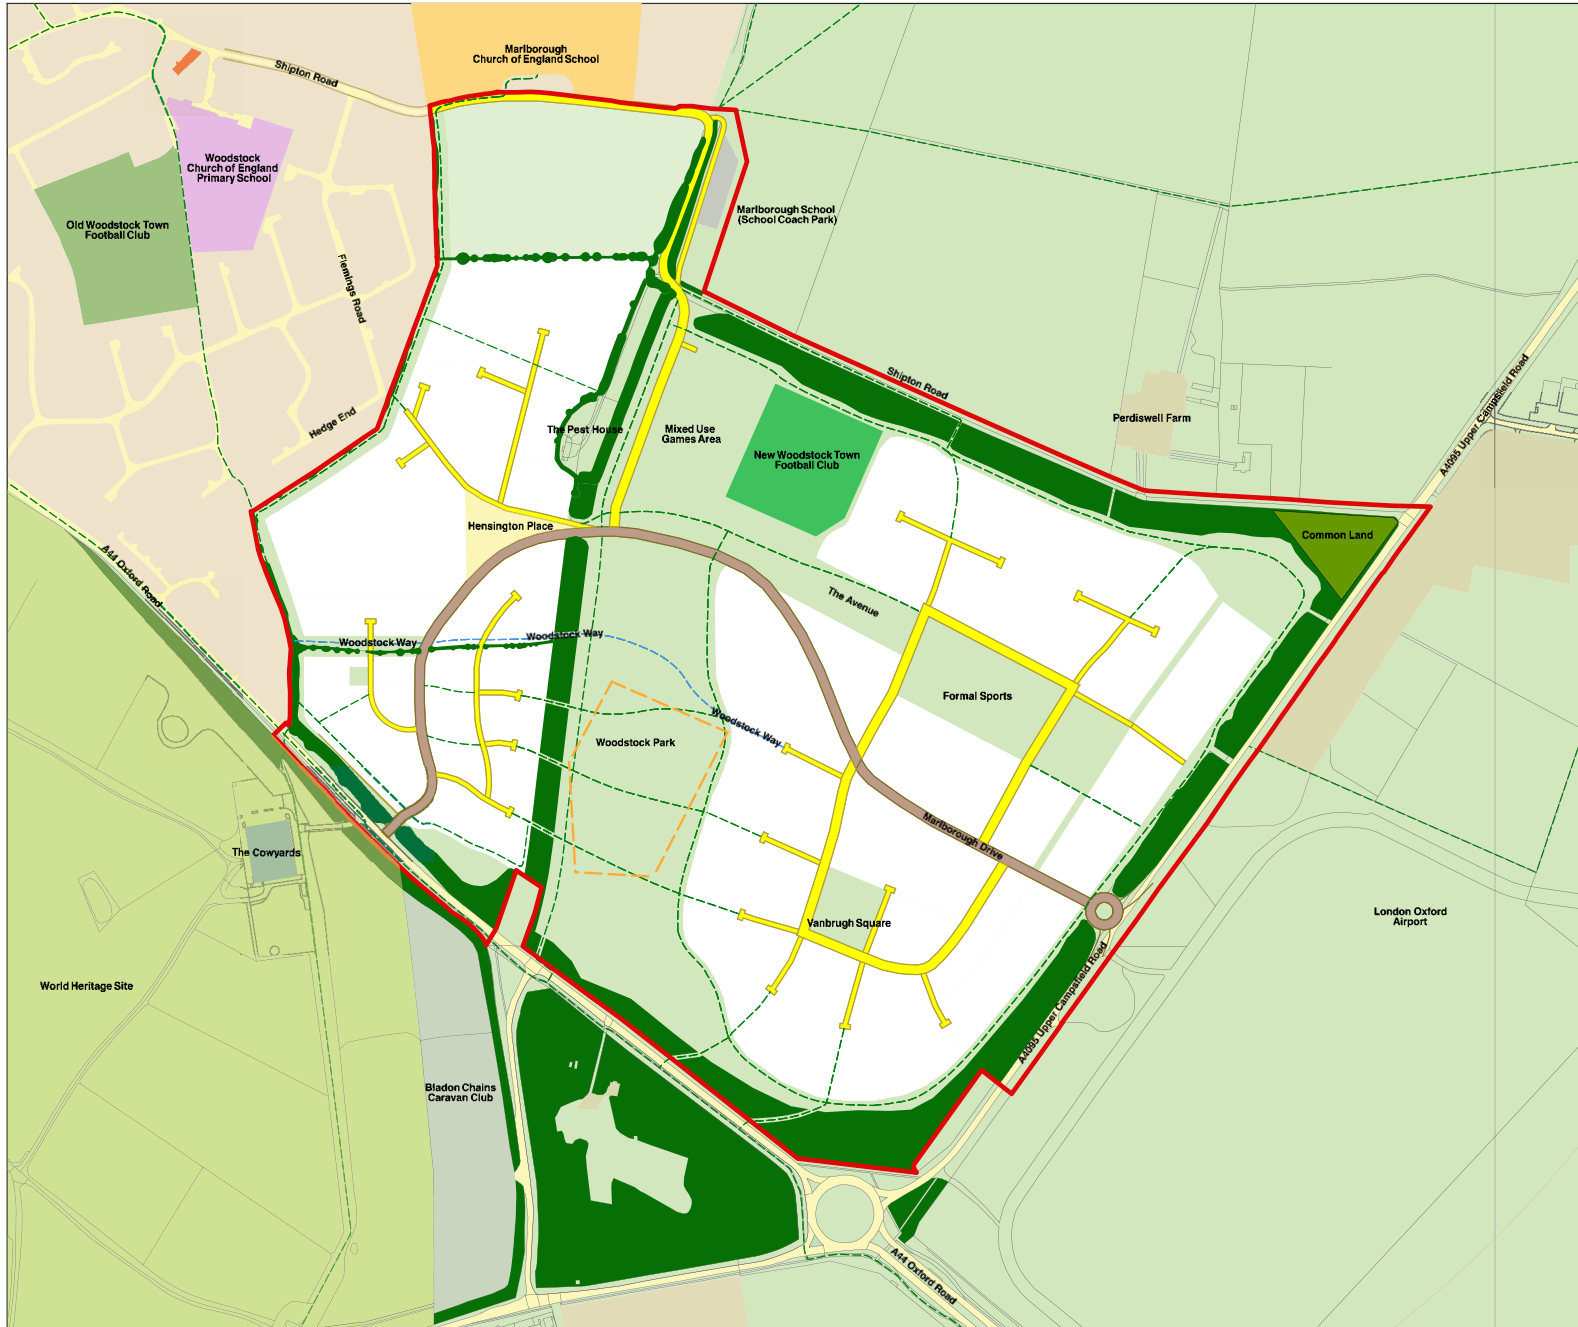 Marlborough
Church of England School
Shipton Road
Woodstock
Church of England
Primary School
Old Woodstock Town
Football Club
Marlborough School
(School Coach Park)
Flemings Road
Shipton Road
A4095 Upper Campsfield Road
Hedge End
The Pest House
Mixed Use
Games Area
Perdiswell Farm
New Woodstock Town
Football Club
Hensington Place
Common Land
A44 Oxford Road
The Avenue
Woodstock Way
Woodstock Way
Formal Sports
Woodstock Way
Woodstock Park
Marlborough Drive
The Cowyards
Vanbrugh Square
London Oxford
Airport
World Heritage Site
A4095 Upper Campsfield Road
Bladon Chains
Caravan Club
A44 Oxford Road